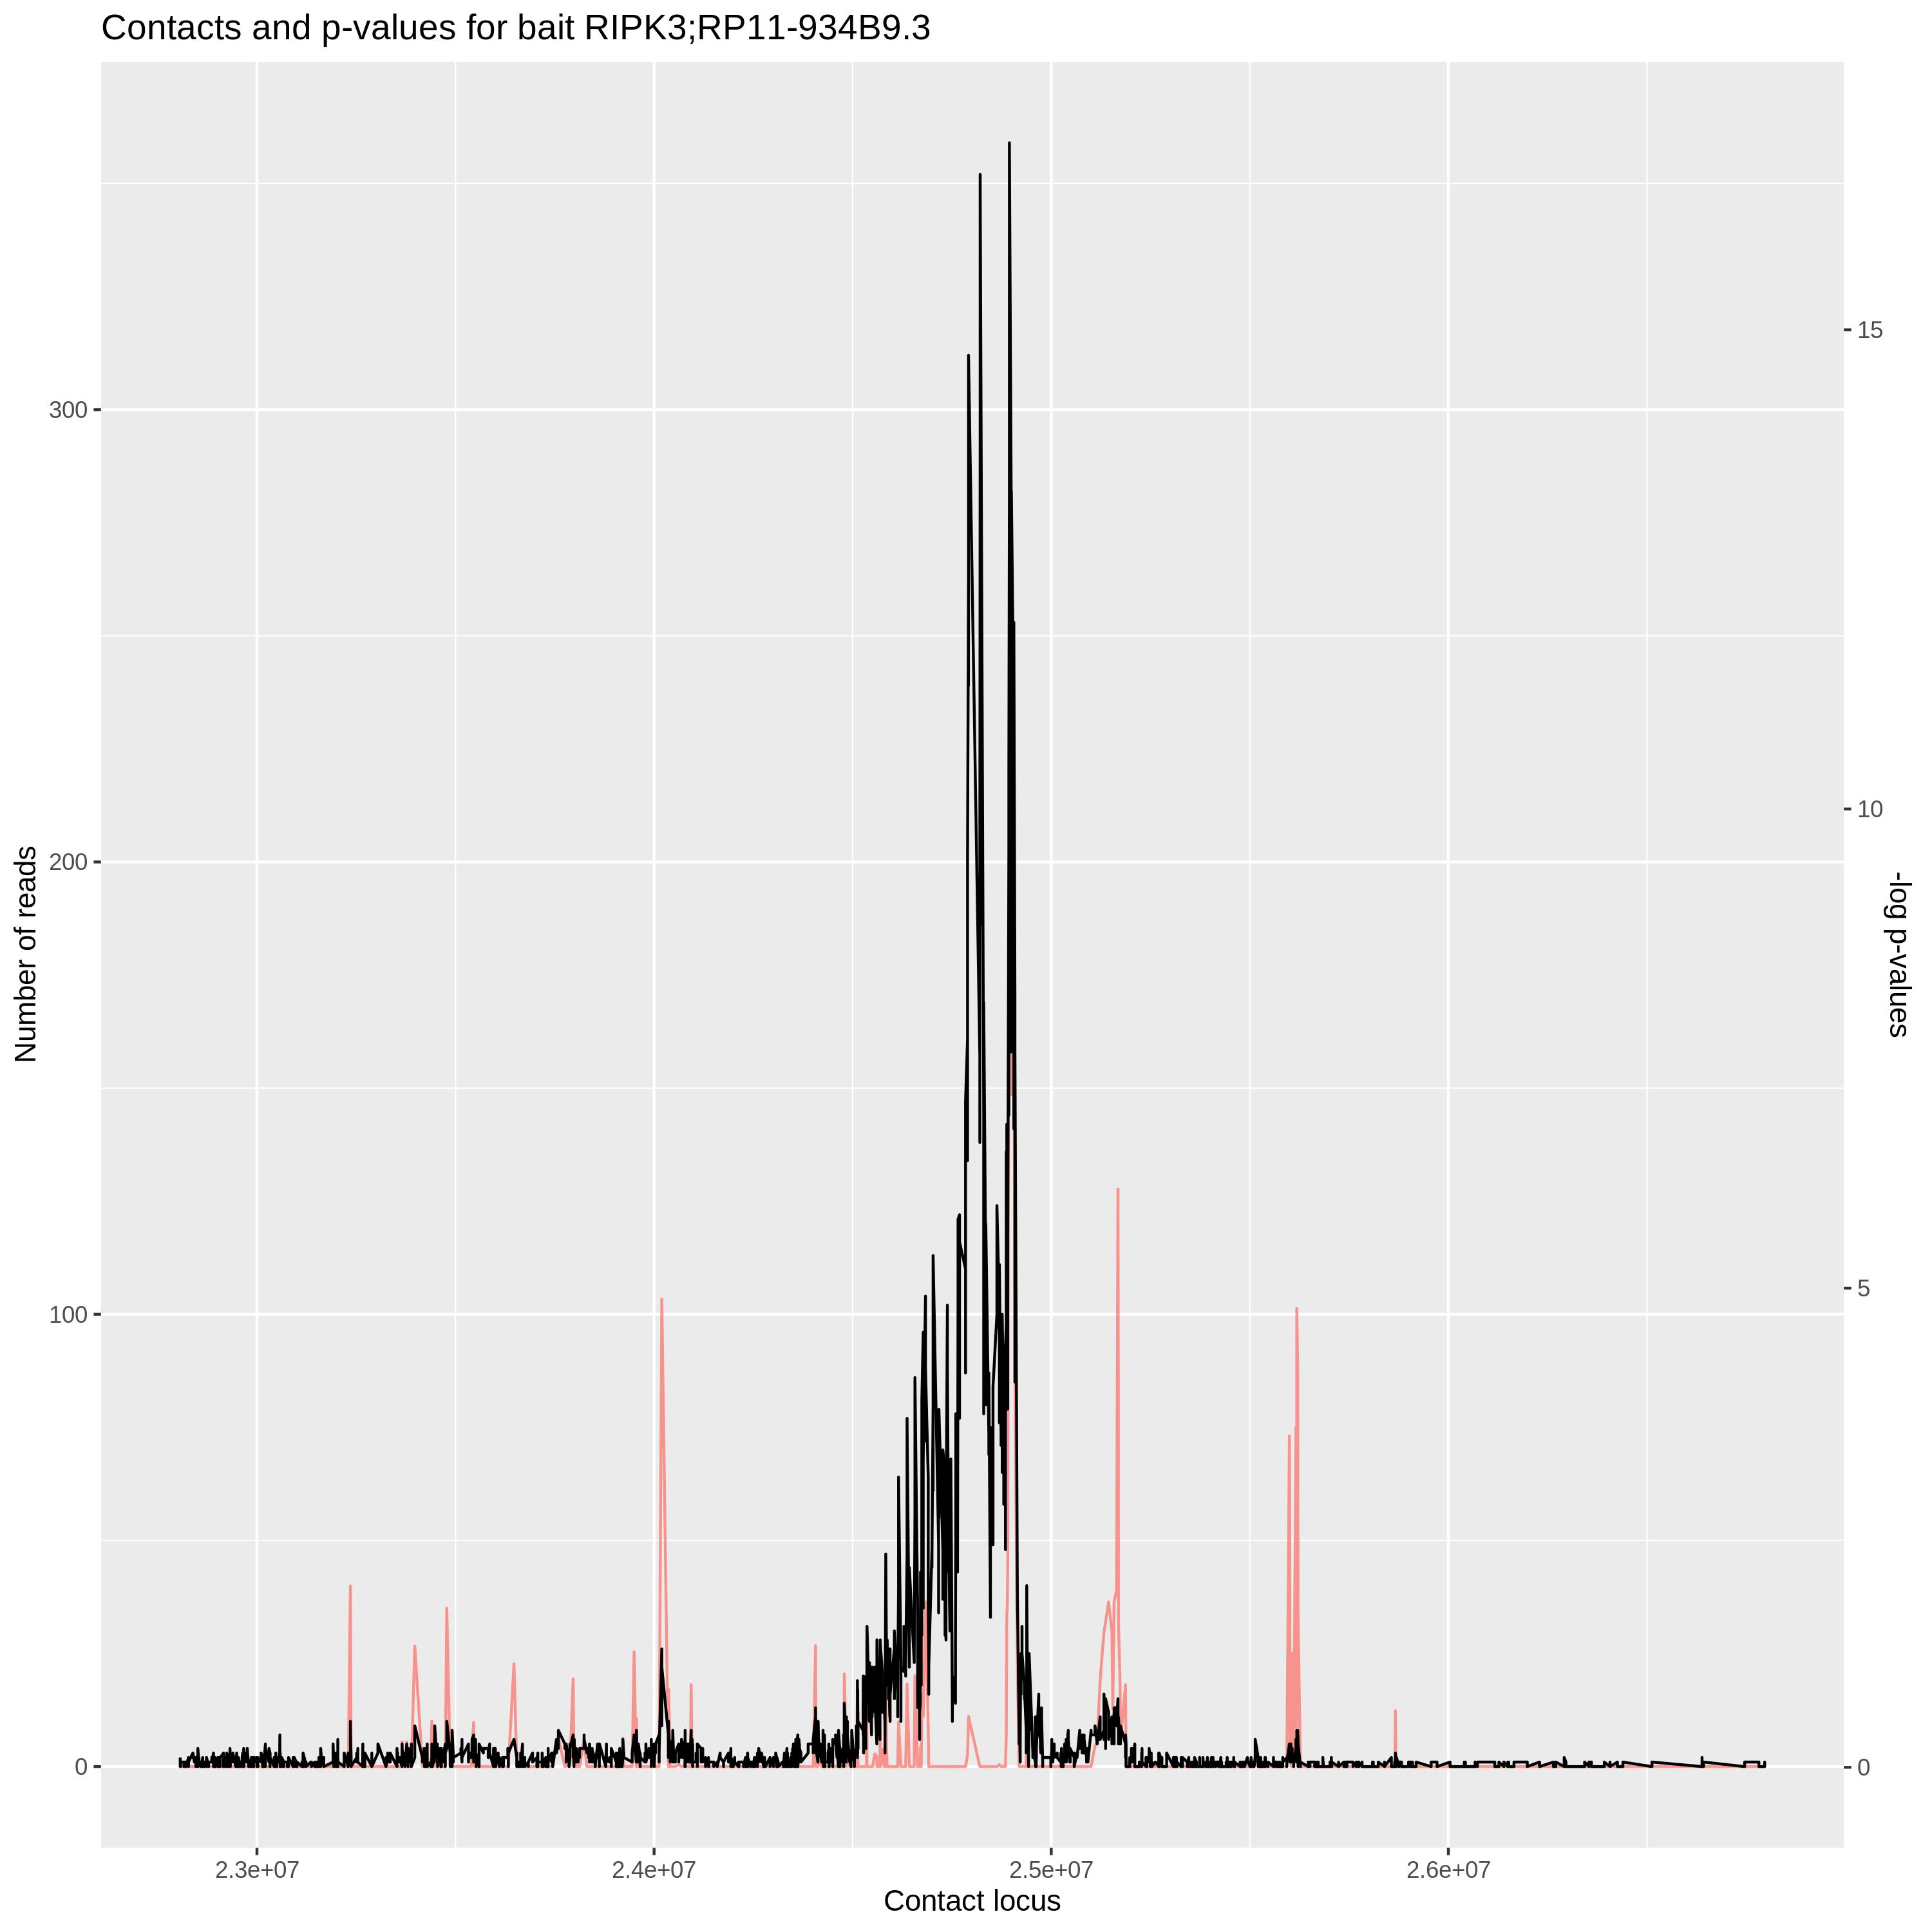 Contacts and p-values for bait RIPK3;RP11-934B9.3
Number of reads
300
200
100
0
15
10
5
0
-log p-values
2.3e+07
2.4e+07
2.5e+07
2.6e+07
Contact locus